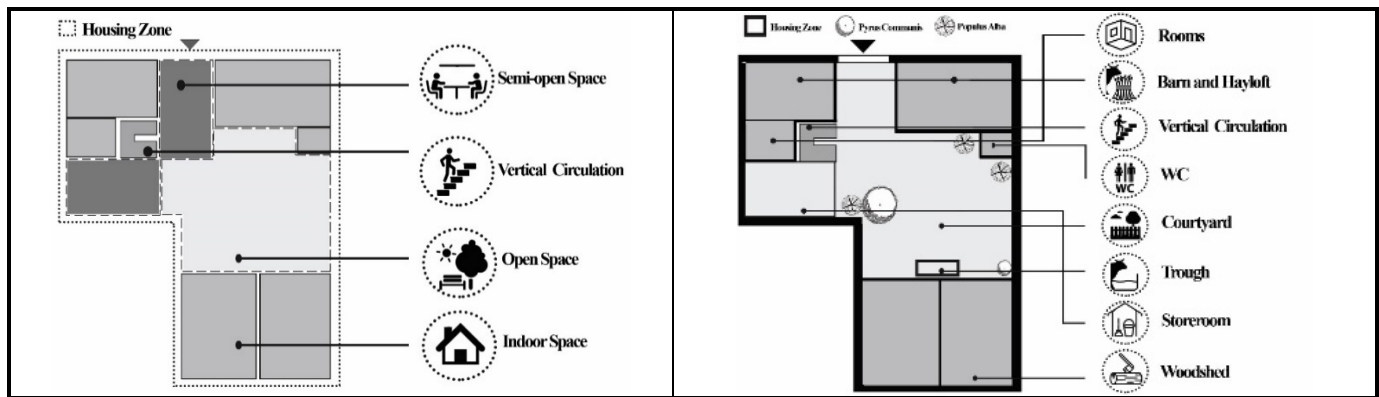 Housing Zone
Semi-open Space
Vertical Circulation
Open Space
Indoor Space
Housing Zone Pyrus Communis Populus Alba
Rooms
Barn and Hayloft
Vertical Circulation
WC
WC
Courtyard
Trough
Storeroom
Woodshed